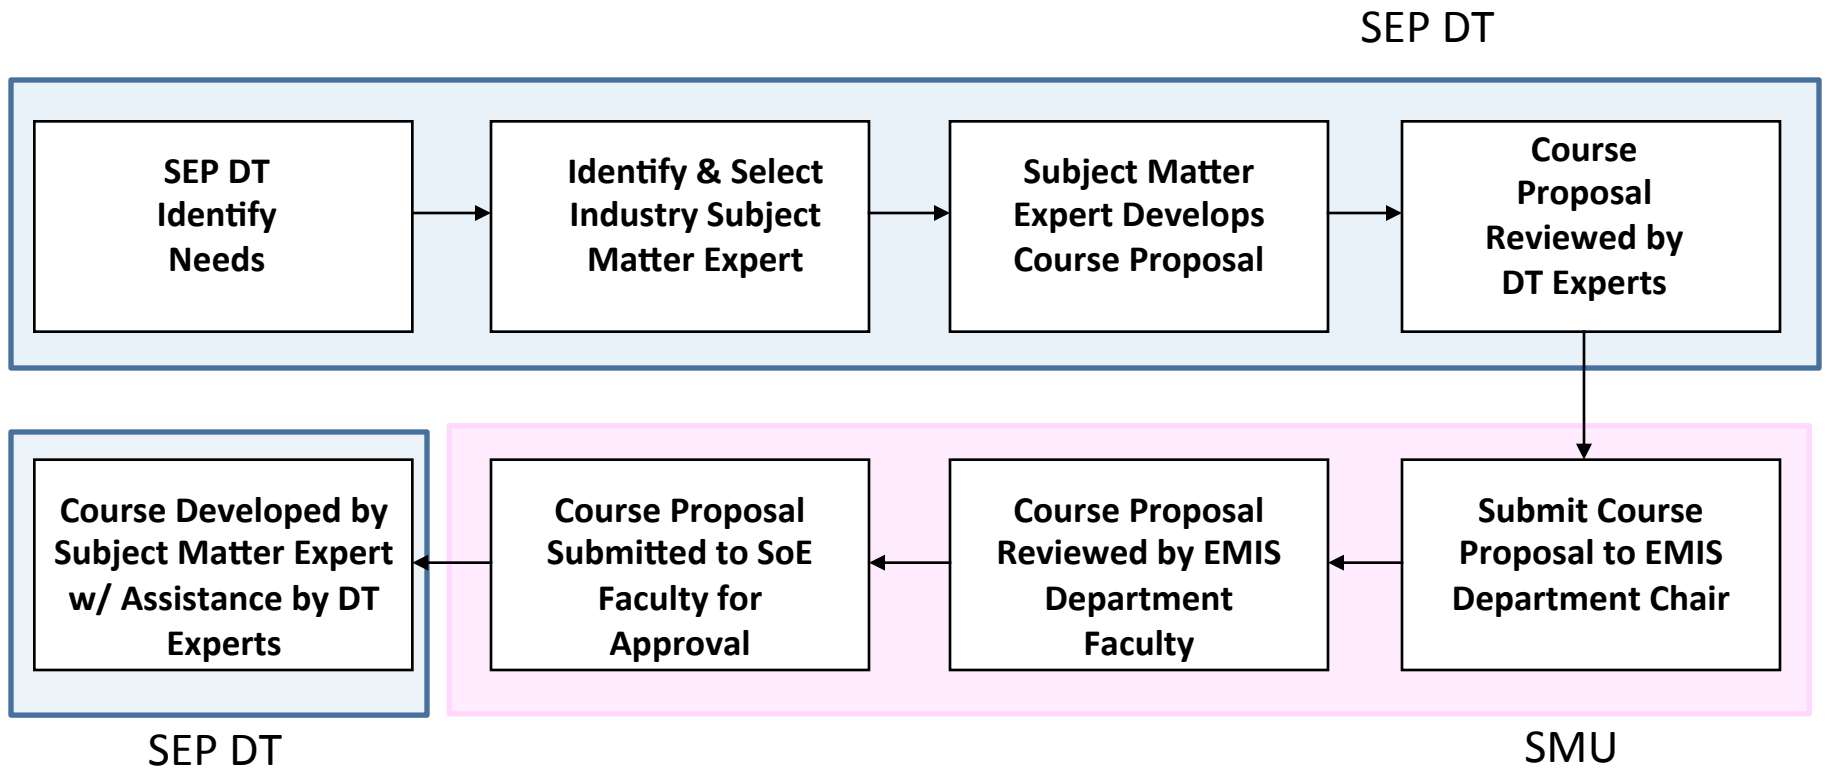 SEP DT
SEP DT
Identify
Needs
Identify & Select
Industry Subject
Matter Expert
Subject Matter
Expert Develops
Course Proposal
Course
Proposal
Reviewed by
DT Experts
Submit Course
Proposal to EMIS
Department Chair
Course Proposal
Reviewed by EMIS
Department
Faculty
Course Proposal
Submitted to SoE
Faculty for
Approval
Course Developed by
Subject Matter Expert
w/ Assistance by DT
Experts
SEP DT
SMU